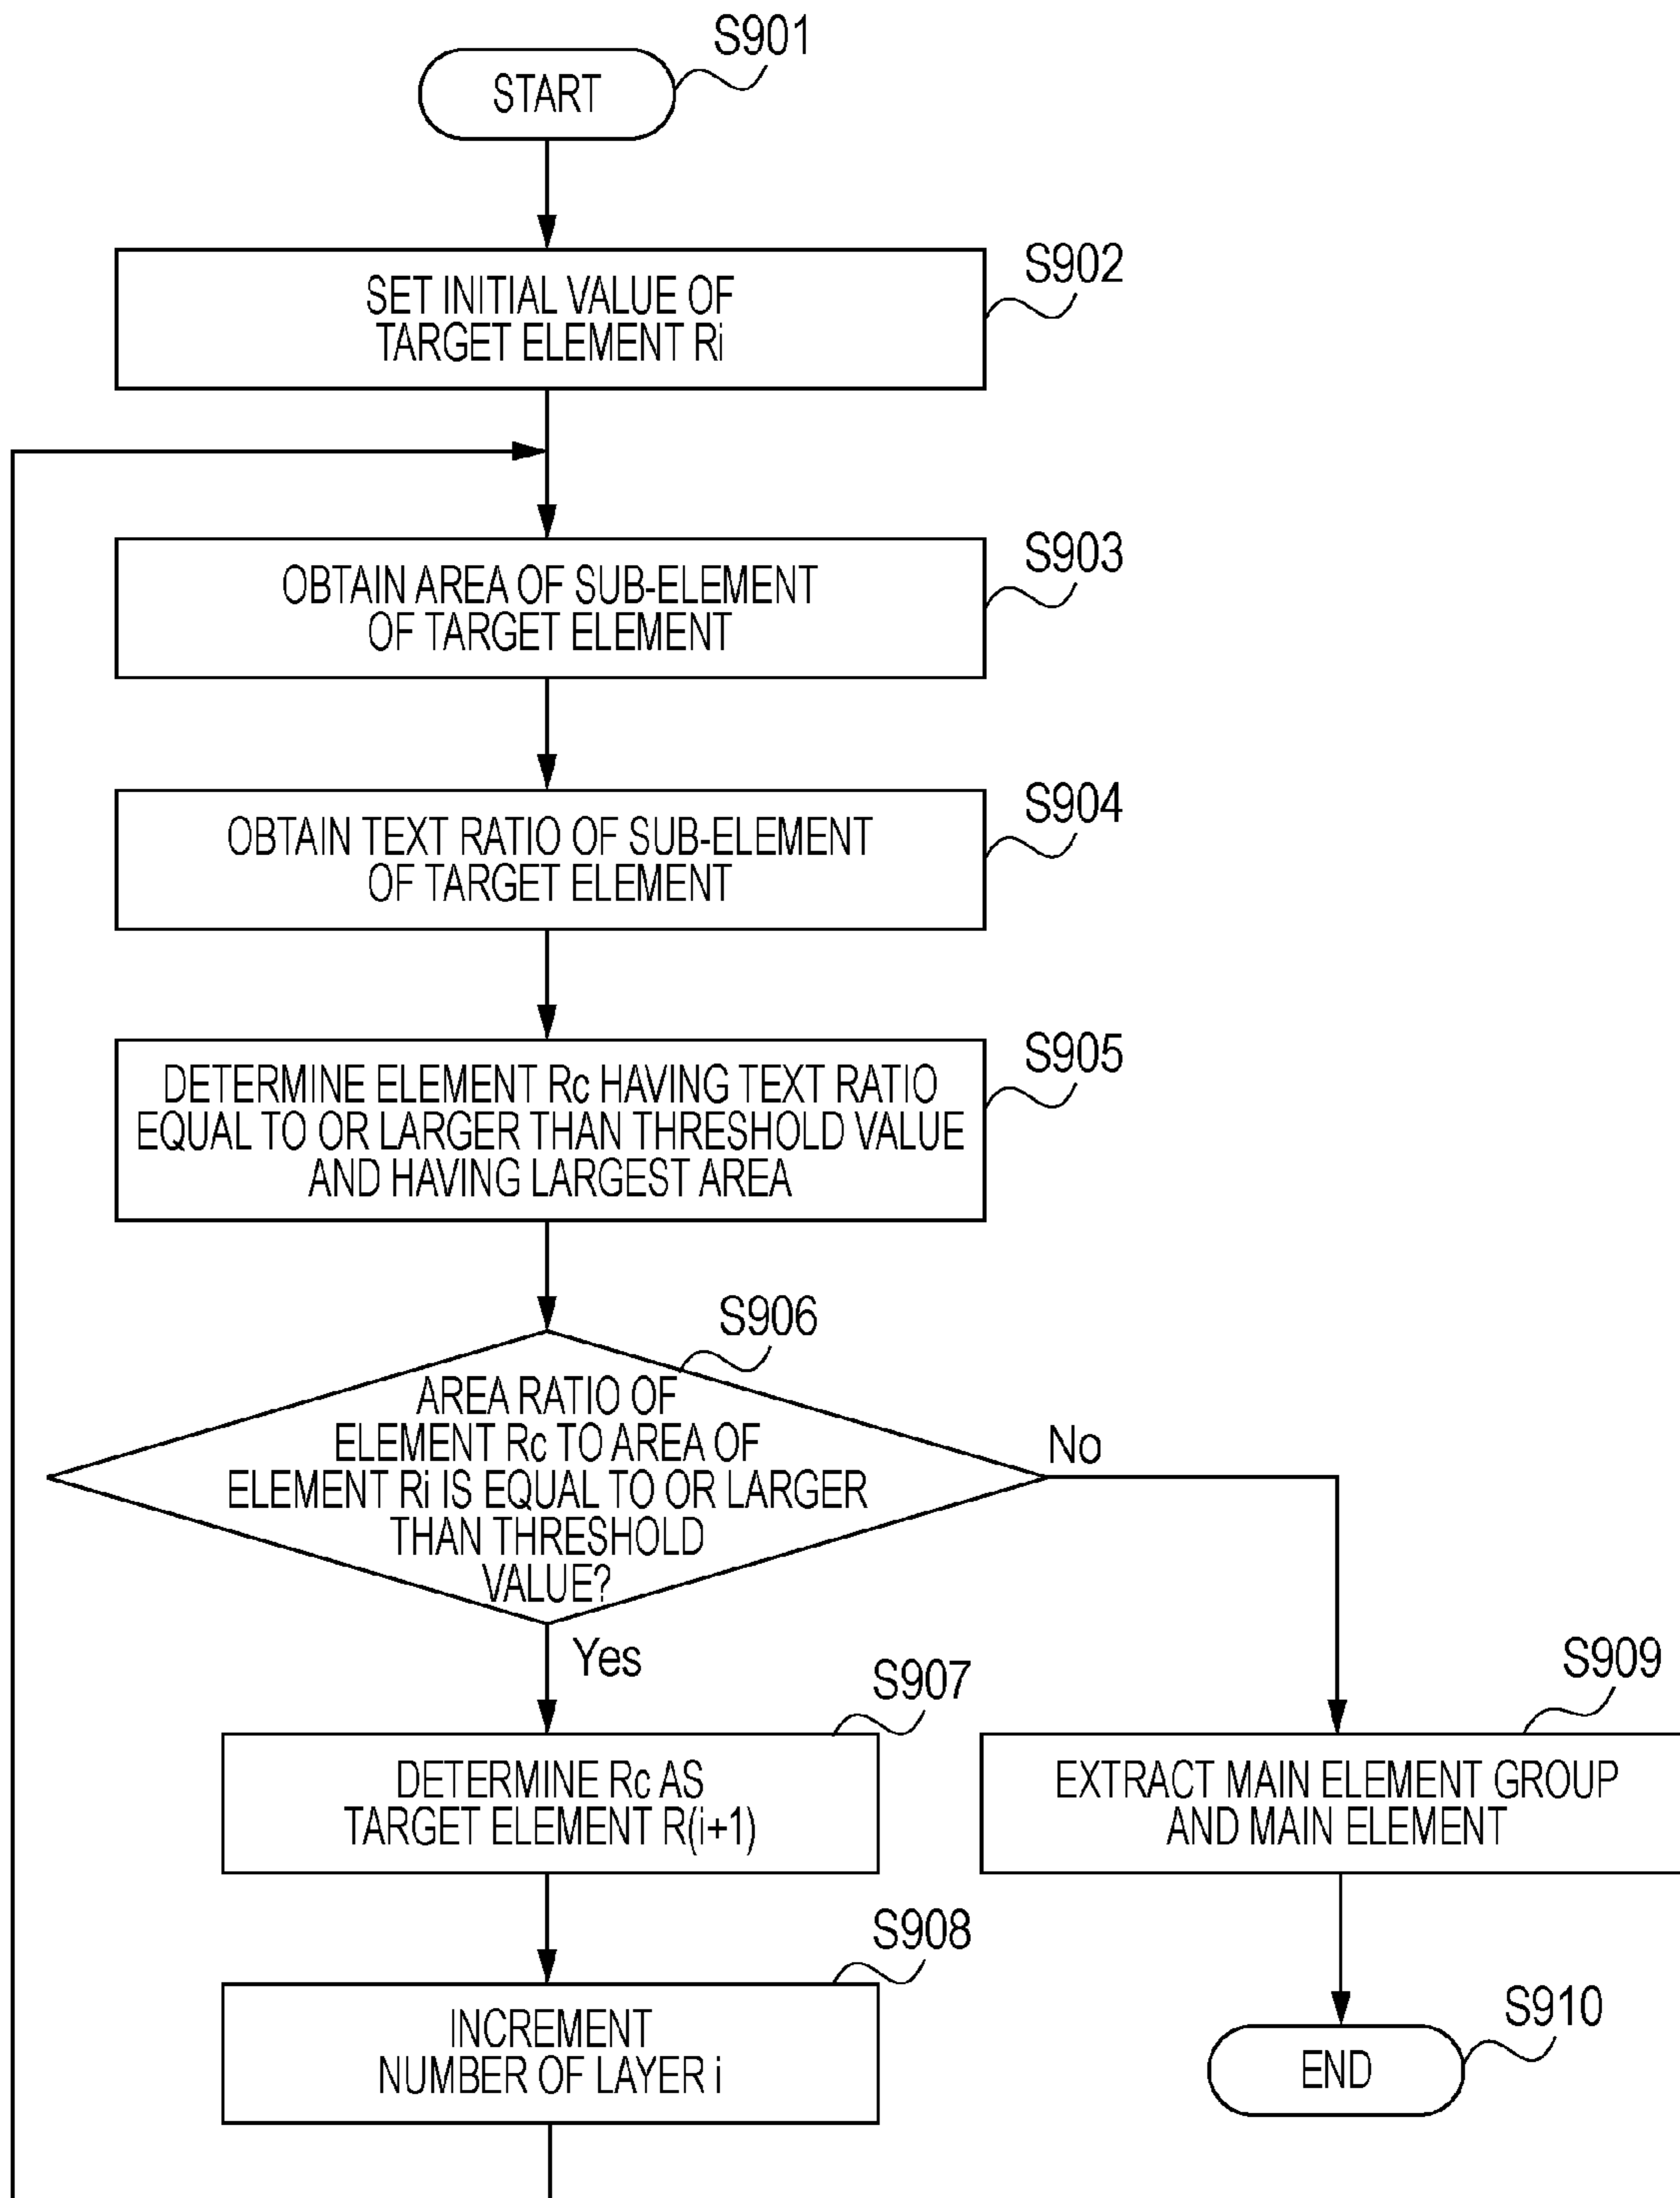 S901
START
S902
SET INITIAL VALUE OF
TARGET ELEMENT Ri
S903
OBTAIN AREA OF SUB-ELEMENT
OF TARGET ELEMENT
S904
OBTAIN TEXT RATIO OF SUB-ELEMENT
OF TARGET ELEMENT
S905
DETERMINE ELEMENT Rc HAVING TEXT RATIO
EQUAL TO OR LARGER THAN THRESHOLD VALUE
AND HAVING LARGEST AREA
S906
AREA RATIO OF
ELEMENT Rc TO AREA OF
ELEMENT Ri IS EQUAL TO OR LARGER
THAN THRESHOLD
VALUE?
No
Yes
S907
DETERMINE Rc AS
TARGET ELEMENT R(i+1)
S908
INCREMENT
NUMBER OF LAYER i
S909
EXTRACT MAIN ELEMENT GROUP
AND MAIN ELEMENT
S910
END